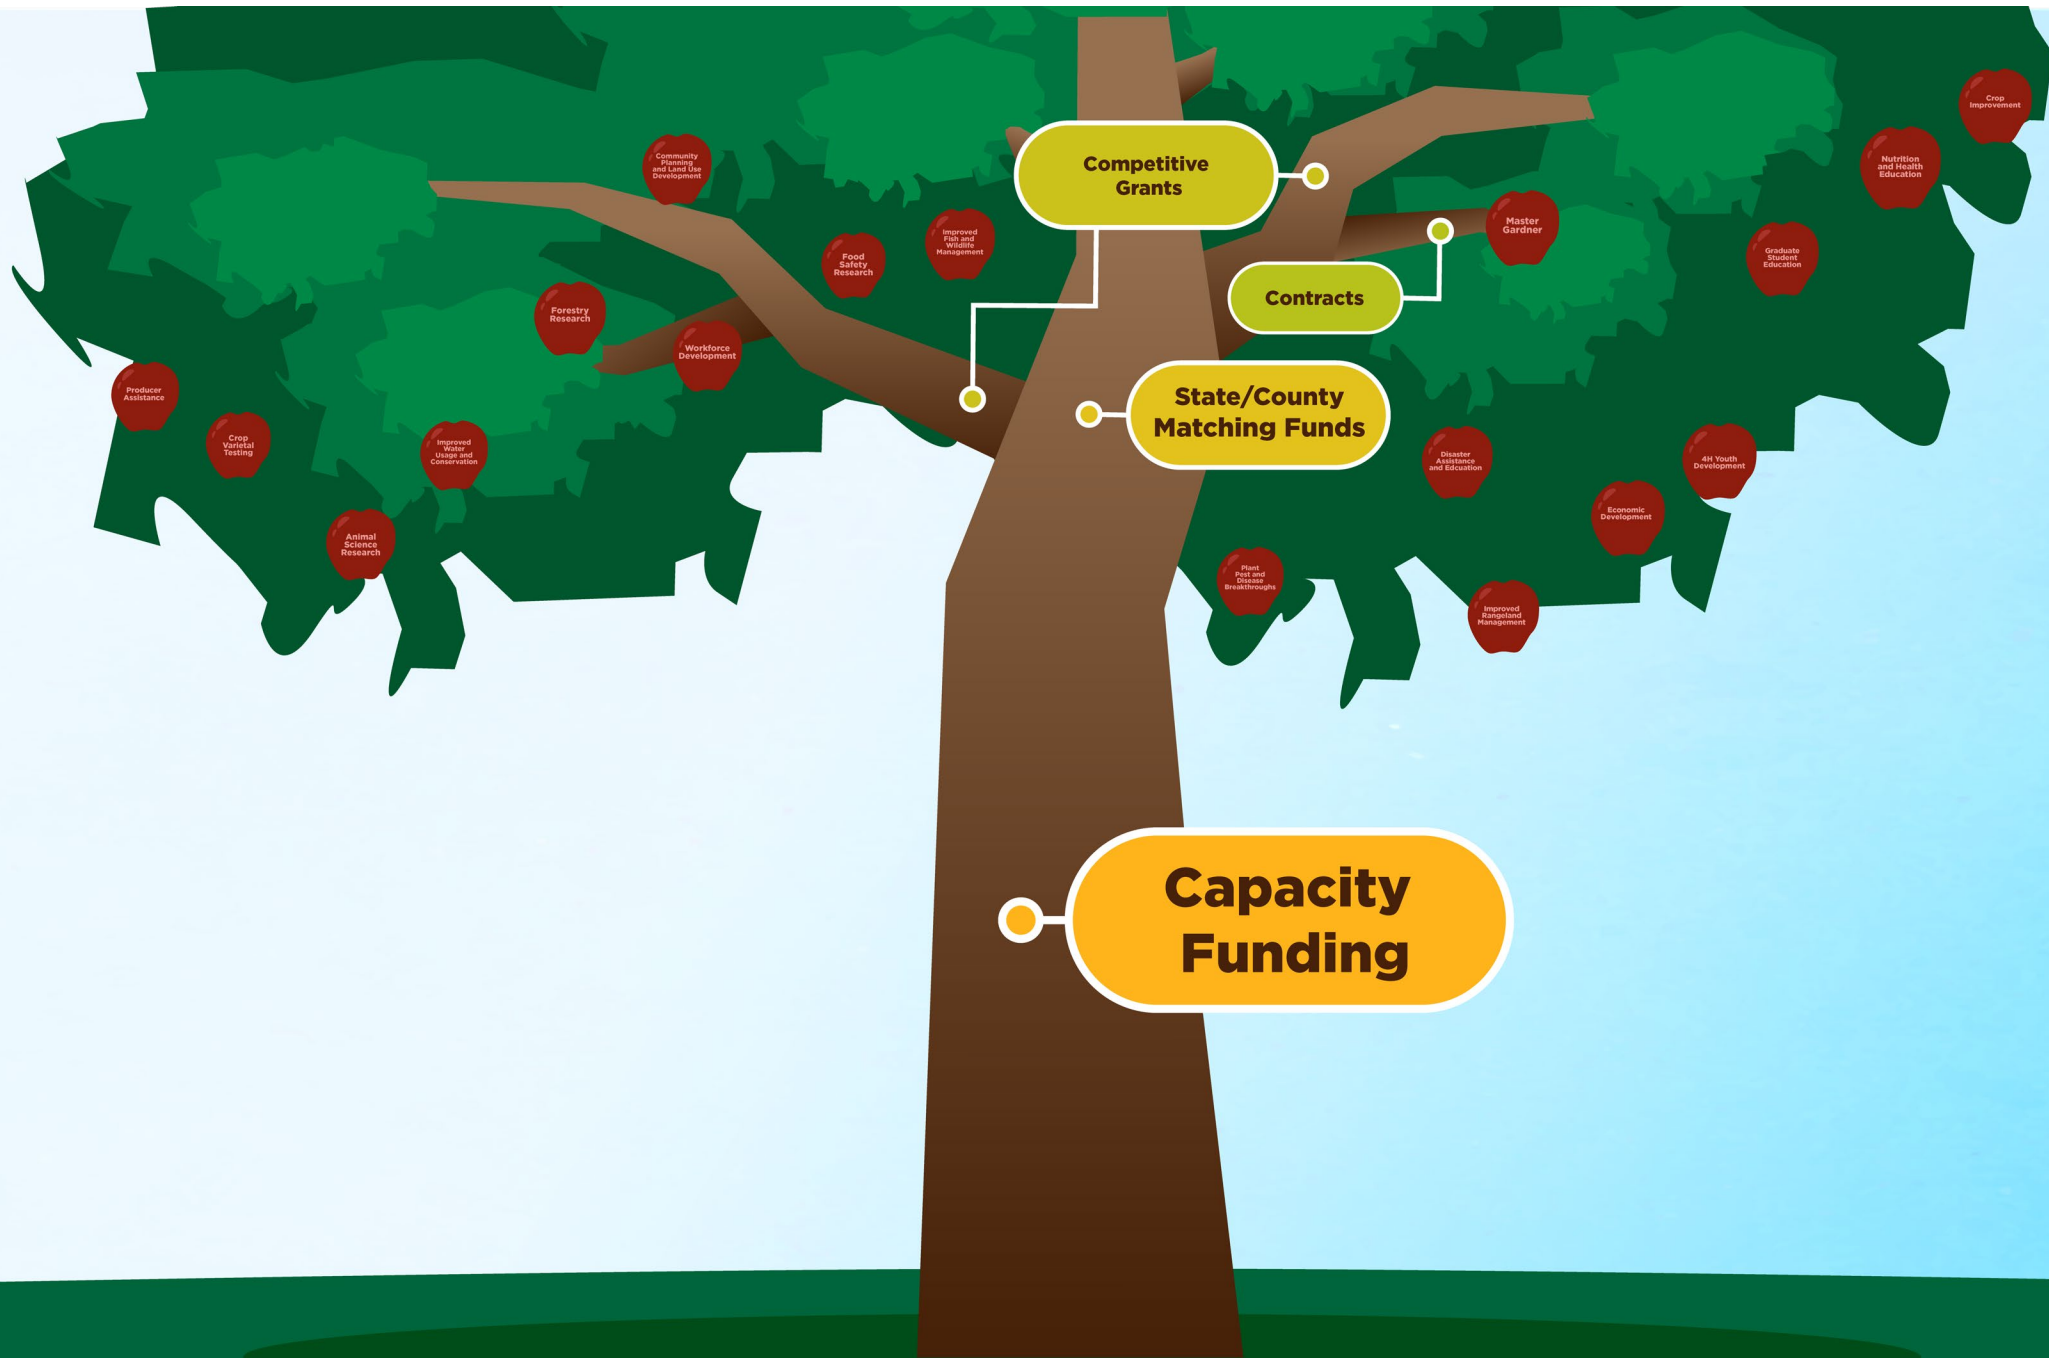 Crop
Improvement
Nutrition
and Health
Education
Community
Planning
and Land Use
Development
Competitive
Grants
Master
Gardner
Improved
Fish and
Wildlife
Management
Food
Safety
Research
Graduate
Student
Education
Contracts
Forestry
Research
Workforce
Development
Producer
Assistance
State/County
Matching Funds
Crop
Varietal
Testing
Improved
Water
Usage and
Conservation
Disaster
Assistance
and Edcuation
4H Youth
Development
Economic
Development
Animal
Science
Research
Plant
Pest and
Disease
Breakthroughs
Improved
Rangeland
Management
Capacity
Funding